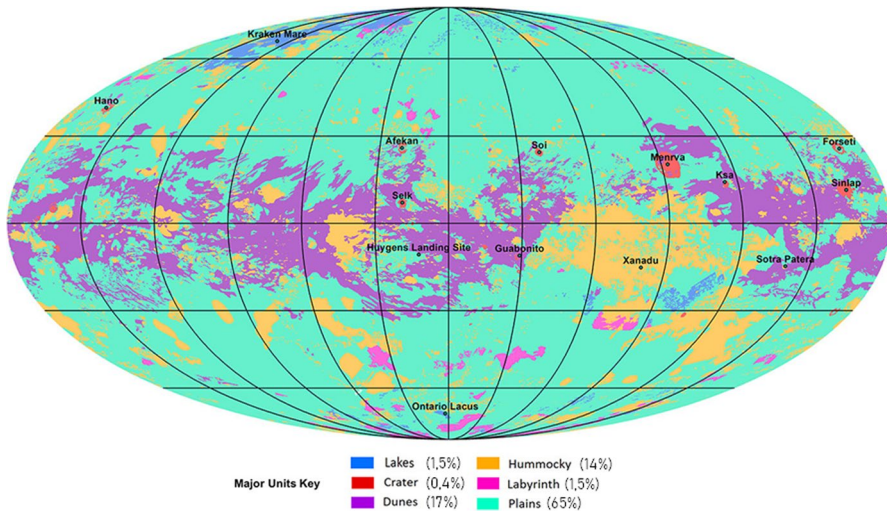 Kraken Mare
Hano
Afekan
Soi
Forseti
Menrva
Ksa
Sinlap
Selk
Huygens Landing Site
Guabonito
Xanadu
Sotra Patera
Ontario Lacus
Major Units Key
Lakes (1,5%)
Crater (0,4%)
Dunes (17%)
Hummocky (14%)
Labyrinth (1,5%)
Plains (65%)